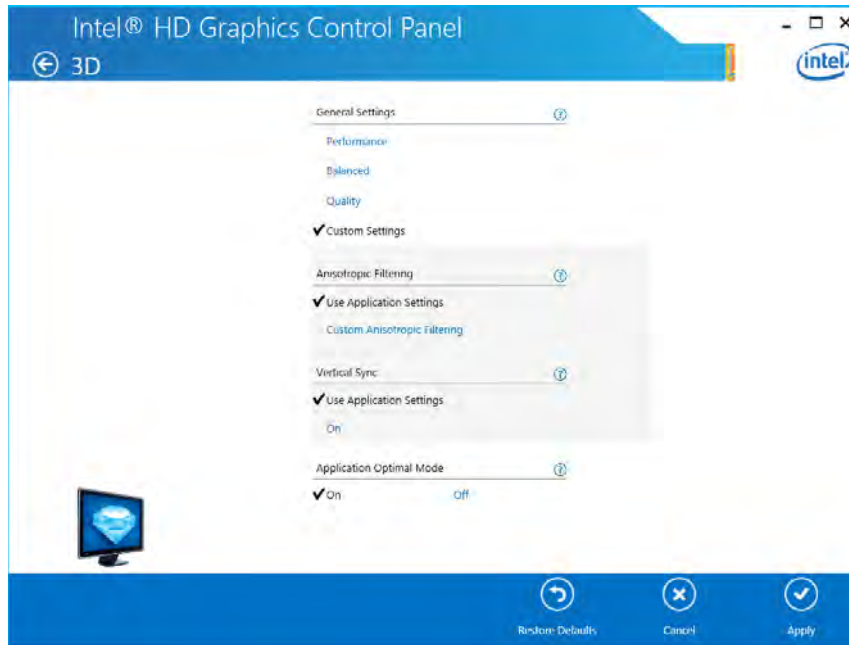 Intel® HD Graphics Control Panel
3D
intel
General Settings
Performance
Balanced
Quality
Custom Settings
Anisotropic Filtering
Use Application Settings
Custom Anisotropic Filtering
Vertical Sync
Use Application Settings
On
Application Optimal Mode
On Off
Restore Defaults Cancel Apply